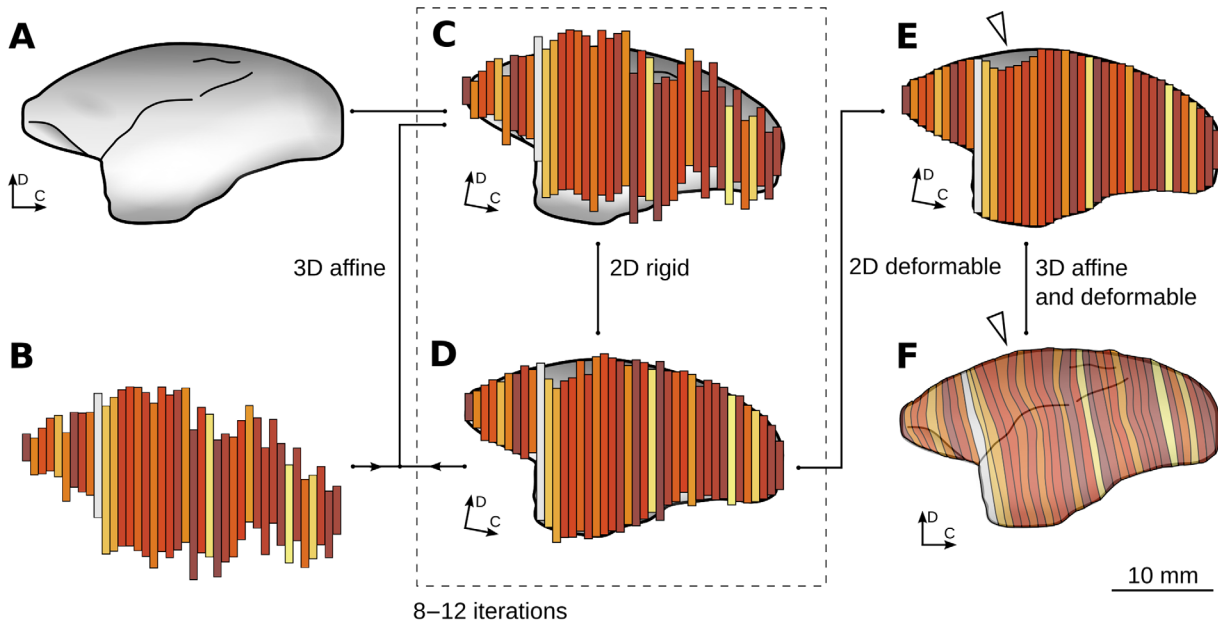 A
C
E
D
C
D
C
D
C
3D affine
2D rigid
2D deformable
3D affine
and deformable
B
D
F
D
C
D
C
10 mm
8–12 iterations